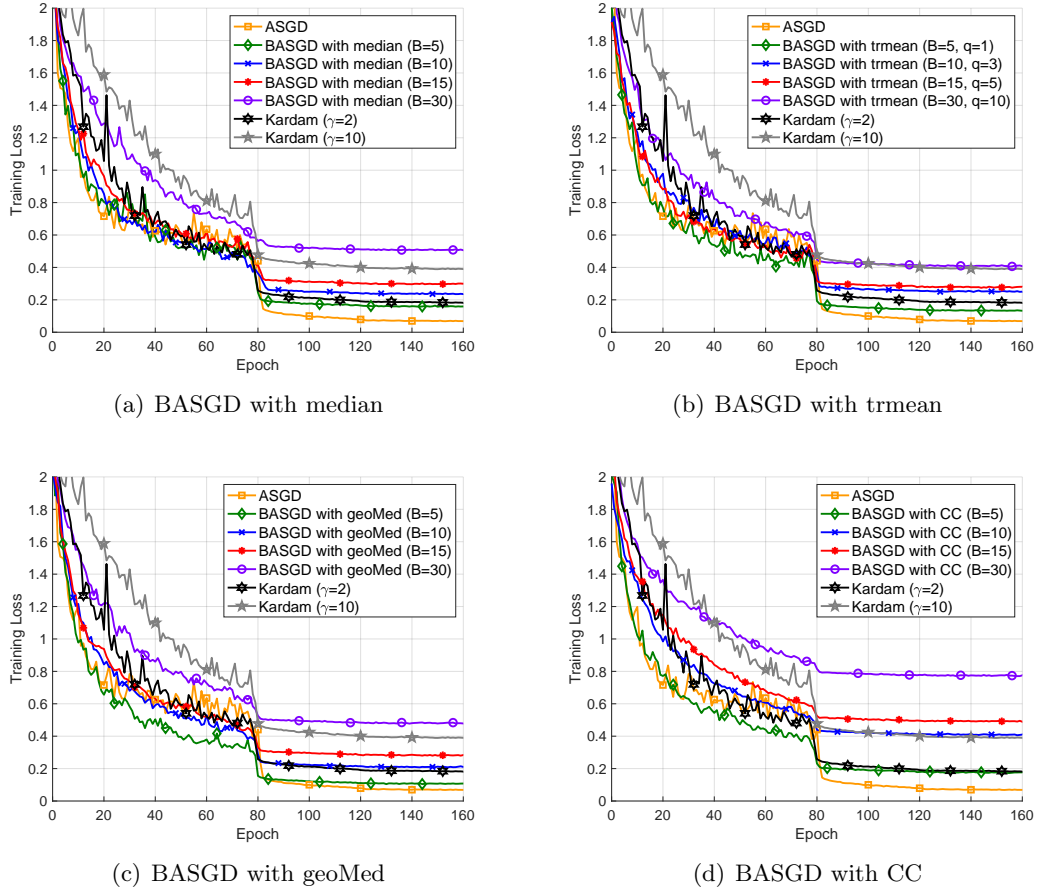 2
1.8
1.6
1.4
1.2
1
0.8
0.6
0.4
0.2
0
Training Loss
ASGD
BASGD with median (B=5)
BASGD with median (B=10)
BASGD with median (B=15)
BASGD with median (B=30)
Kardam (γ=2)
Kardam (γ=10)
0 20 40 60 80 100 120 140 160
Epoch
(a) BASGD with median
2
1.8
1.6
1.4
1.2
1
0.8
0.6
0.4
0.2
0
Training Loss
ASGD
BASGD with trmean (B=5, q=1)
BASGD with trmean (B=10, q=3)
BASGD with trmean (B=15, q=5)
BASGD with trmean (B=30, q=10)
Kardam (γ=2)
Kardam (γ=10)
0 20 40 60 80 100 120 140 160
Epoch
(b) BASGD with trmean
2
1.8
1.6
1.4
1.2
1
0.8
0.6
0.4
0.2
0
Training Loss
ASGD
BASGD with geoMed (B=5)
BASGD with geoMed (B=10)
BASGD with geoMed (B=15)
BASGD with geoMed (B=30)
Kardam (γ=2)
Kardam (γ=10)
0 20 40 60 80 100 120 140 160
Epoch
(c) BASGD with geoMed
2
1.8
1.6
1.4
1.2
1
0.8
0.6
0.4
0.2
0
Training Loss
ASGD
BASGD with CC (B=5)
BASGD with CC (B=10)
BASGD with CC (B=15)
BASGD with CC (B=30)
Kardam (γ=2)
Kardam (γ=10)
0 20 40 60 80 100 120 140 160
Epoch
(d) BASGD with CC